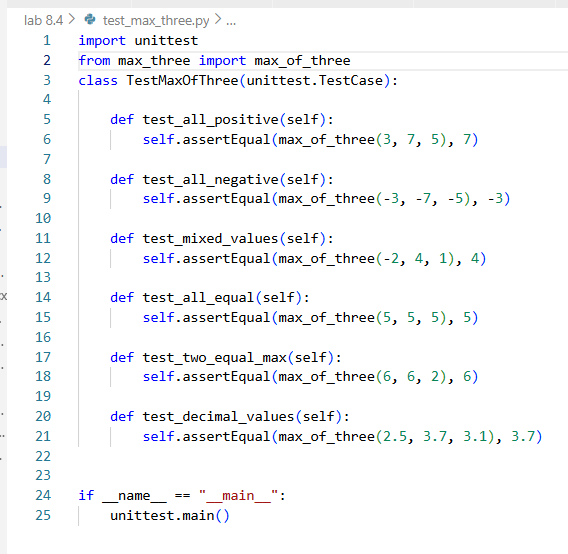 lab 8.4 > test_max_three.py > ...
1 import unittest
2 from max_three import max_of_three
3 class TestMaxOfThree(unittest.TestCase):
4
5     def test_all_positive(self):
6         self.assertEqual(max_of_three(3, 7, 5), 7)
7
8     def test_all_negative(self):
9         self.assertEqual(max_of_three(-3, -7, -5), -3)
10
11     def test_mixed_values(self):
12         self.assertEqual(max_of_three(-2, 4, 1), 4)
13
14     def test_all_equal(self):
15         self.assertEqual(max_of_three(5, 5, 5), 5)
16
17     def test_two_equal_max(self):
18         self.assertEqual(max_of_three(6, 6, 2), 6)
19
20     def test_decimal_values(self):
21         self.assertEqual(max_of_three(2.5, 3.7, 3.1), 3.7)
22
23
24 if __name__ == "__main__":
25     unittest.main()